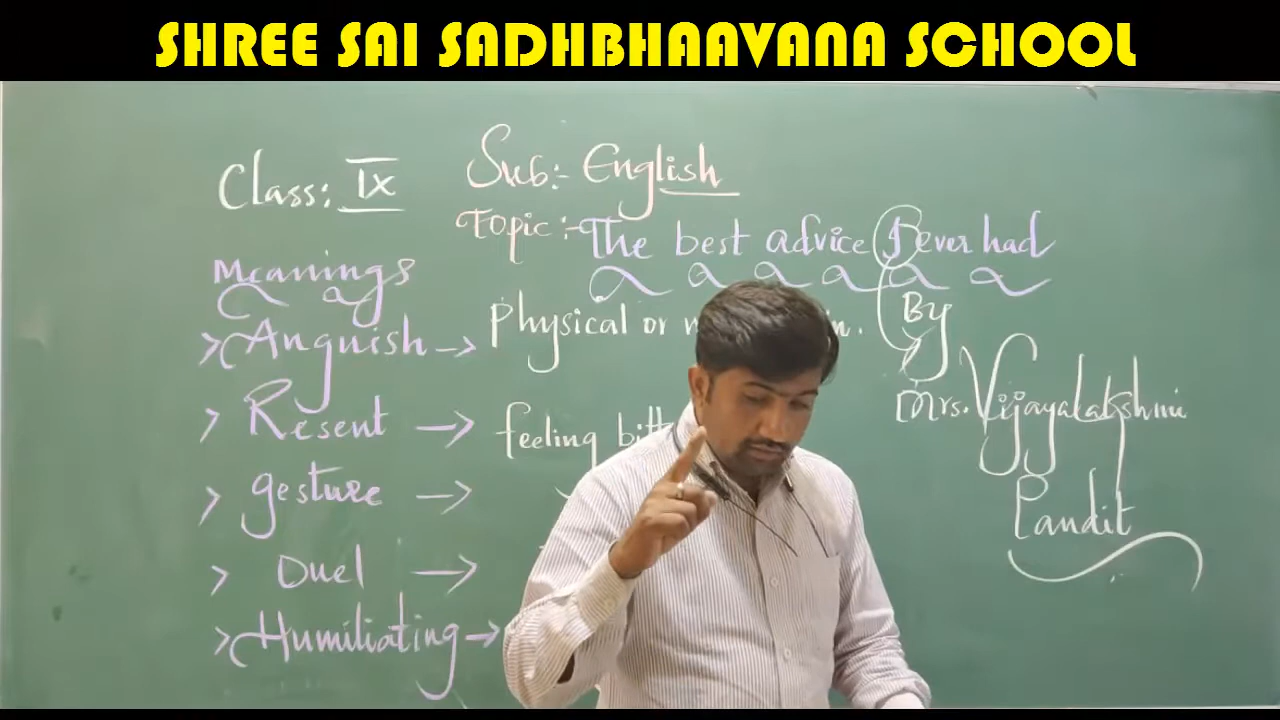 SHREE SAI SADHBHAAVANA SCHOOL
Class: IX
Sub:- English
Topic:- The best advice I ever had
By
Mrs. Vijayalakshmi
Pandit
Meanings
> Anguish -> Physical or
> Resent -> feeling
> gesture ->
> Duel ->
> Humiliating ->